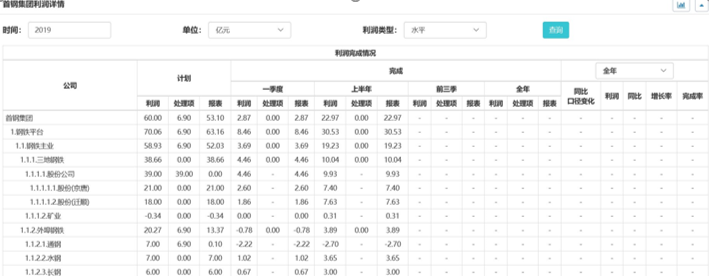 首钢集团利润详情
时间： 2019 单位： 亿元 利润类型： 水平 查询
利润完成情况
公司 计划 完成 全年
一季度 上半年 前三季 全年 同比口径变化 利润 同比 增长率 完成率
利润 处理项 报表 利润 处理项 报表 利润 处理项 报表 利润 处理项 报表 利润 处理项 报表
首钢集团 60.00 6.90 53.10 2.87 0.00 2.87 22.97 0.00 22.97 - - - - - - - - - - -
1.钢铁平台 70.06 6.90 63.16 8.46 0.00 8.46 30.53 0.00 30.53 - - - - - - - - - - -
1.1.钢铁主业 58.93 6.90 52.03 3.69 0.00 3.69 19.23 0.00 19.23 - - - - - - - - - - -
1.1.1.三地钢铁 38.66 0.00 38.66 4.46 0.00 4.46 10.04 0.00 10.04 - - - - - - - - - - -
1.1.1.1.股份公司 39.00 39.00 0.00 4.46 - 4.46 9.93 - 9.93 - - - - - - - - - - -
1.1.1.1.1.股份(京唐) 21.00 0.00 21.00 2.60 - 2.60 7.40 - 7.40 - - - - - - - - - - -
1.1.1.1.2.股份(迁顺) 18.00 0.00 18.00 1.86 - 1.86 7.63 - 7.63 - - - - - - - - - - -
1.1.1.2.矿业 -0.34 0.00 -0.34 0.00 - 0.00 0.31 - 0.31 - - - - - - - - - - -
1.1.2.外埠钢铁 20.27 6.90 13.37 -0.78 0.00 -0.78 3.89 0.00 3.89 - - - - - - - - - - -
1.1.2.1.通钢 7.00 6.90 0.10 -2.22 - -2.22 -2.70 - -2.70 - - - - - - - - - - -
1.1.2.2.水钢 7.00 0.00 7.00 1.02 - 1.02 3.65 - 3.65 - - - - - - - - - - -
1.1.2.3.长钢 6.00 0.00 6.00 0.67 - 0.67 3.00 - 3.00 - - - - - - - - - - -